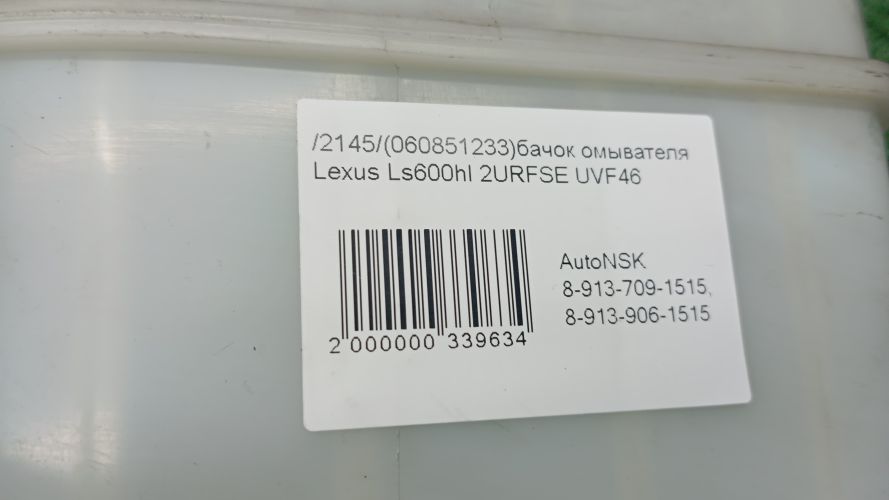 /2145/(060851233)бачок омывателя
Lexus Ls600hl 2URFSE UVF46
AutoNSK
8-913-709-1515,
8-913-906-1515
2 000000 339634